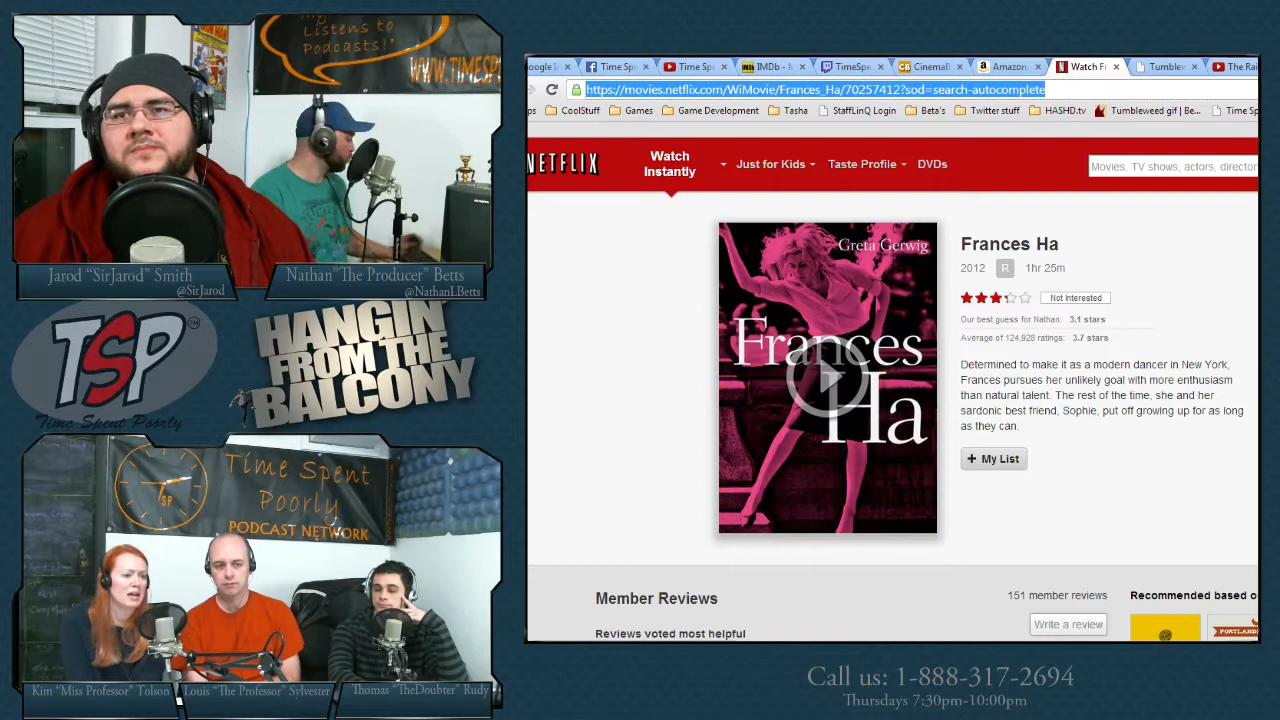 Listens to
Podcasts!"
WWW.TIMESP
Jarod "SirJarod" Smith
@SirJarod
Nathan"The Producer" Betts
@NathanLBetts
TSP
TM
Time Spent Poorly
HANGIN'
FROM THE
BALCONY
Time Spent
Poorly
PODCAST NETWORK
SP
Kim "Miss Professor" Tolson
Louis "The Professor" Sylvester
Thomas "TheDoubter" Rudy
oogle I
Time Sp
Time Sp
IMDb - M
TimeSp
CinemaB
Amazon
Watch Fr
Tumblew
The Rai
https://movies.netflix.com/WiMovie/Frances_Ha/70257412?sod=search-autocomplete
ps
CoolStuff
Games
Game Development
Tasha
StaffLinQ Login
Beta's
Twitter stuff
HASHD.tv
Tumbleweed gif | Be...
Time Sp
NETFLIX
Watch
Instantly
Just for Kids
Taste Profile
DVDs
Movies, TV shows, actors, director
Greta Gerwig
Frances
Ha
Frances Ha
2012 R 1hr 25m
Not Interested
Our best guess for Nathan: 3.1 stars
Average of 124,928 ratings: 3.7 stars
Determined to make it as a modern dancer in New York,
Frances pursues her unlikely goal with more enthusiasm
than natural talent. The rest of the time, she and her
sardonic best friend, Sophie, put off growing up for as long
as they can.
+ My List
Member Reviews
151 member reviews
Recommended based o
Reviews voted most helpful
Write a review
PORTLAND
Call us: 1-888-317-2694
Thursdays 7:30pm-10:00pm